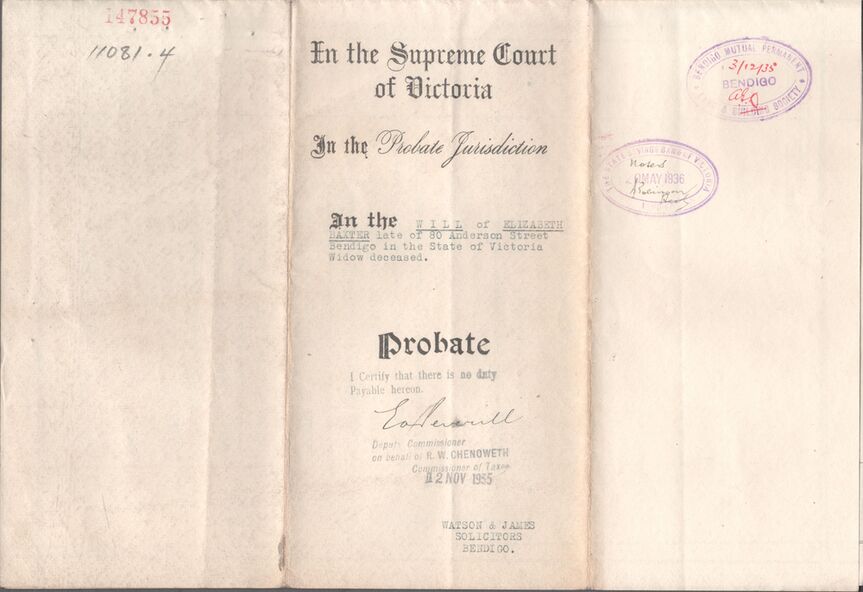 147855
11081.4
In the Supreme Court
of Victoria
In the Probate Jurisdiction
In the WILL of ELIZABETH
BAXTER late of 80 Anderson Street
Bendigo in the State of Victoria
Widow deceased.
Probate
I Certify that there is no duty
Payable hereon.
Deputy Commissioner
on behalf of R. W. CHENOWETH
Commissioner of Taxes
12 NOV 1935
WATSON & JAMES
SOLICITORS
BENDIGO.
BENDIGO MUTUAL PERMANENT
3/12/35
BENDIGO
& BUILDING SOCIETY
THE STATE SAVINGS BANK OF VICTORIA
Noted
MAY 1936